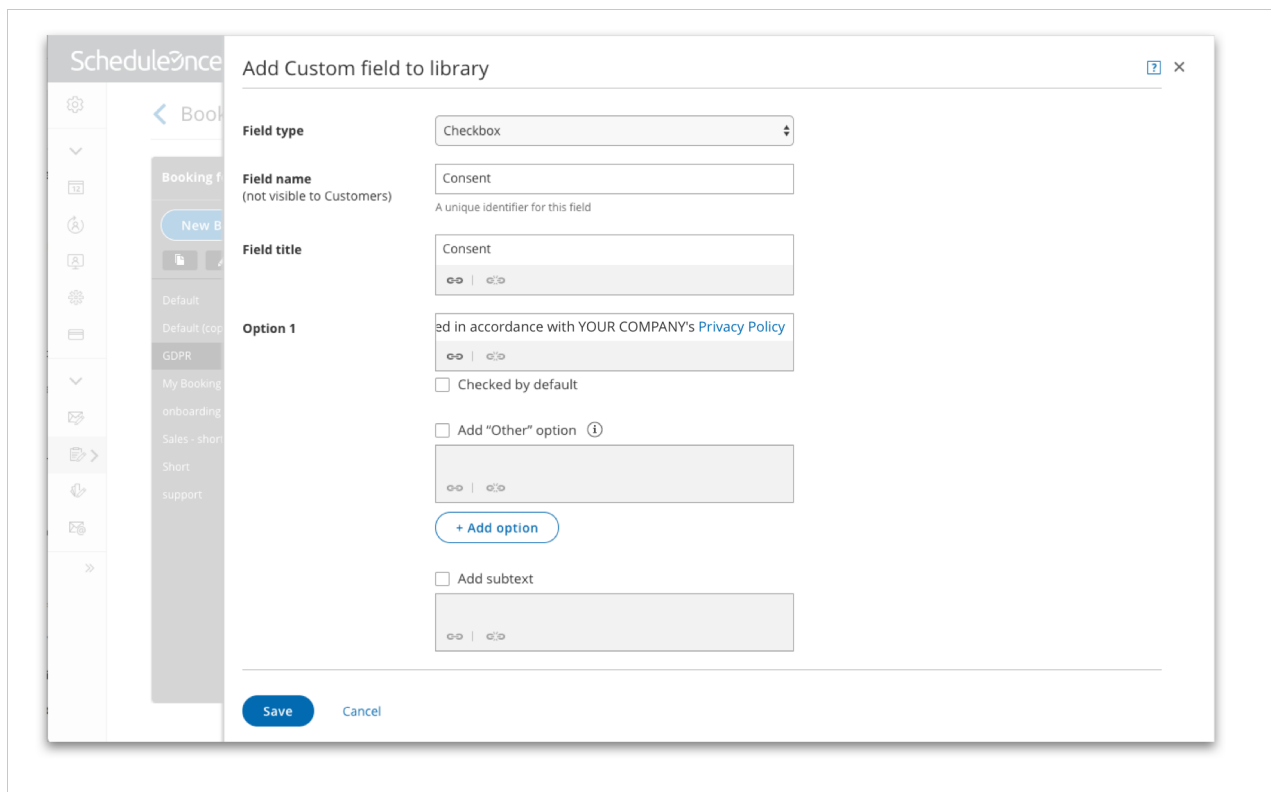 ScheduleOnce
Add Custom field to library
?
Book
Field type
Checkbox
12
Booking f
Field name
(not visible to Customers)
Consent
A unique identifier for this field
New B
Field title
Consent
Default
Default (cop
GDPR
My Booking
onboarding
Sales - short
Short
support
Option 1
ed in accordance with YOUR COMPANY's Privacy Policy
Checked by default
Add “Other” option
+ Add option
Add subtext
Save
Cancel